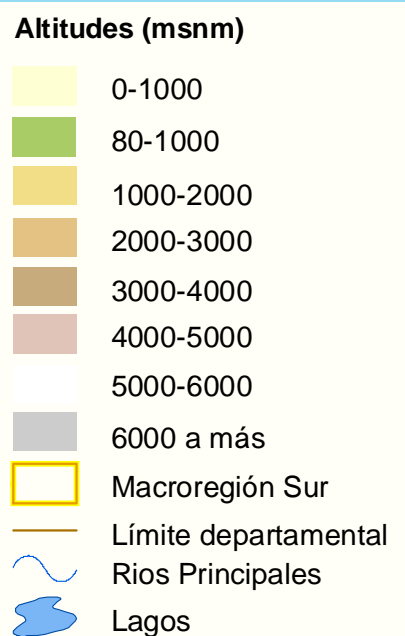 Altitudes (msnm)
0-1000
80-1000
1000-2000
2000-3000
3000-4000
4000-5000
5000-6000
6000 a más
Macroregión Sur
Límite departamental
Rios Principales
Lagos